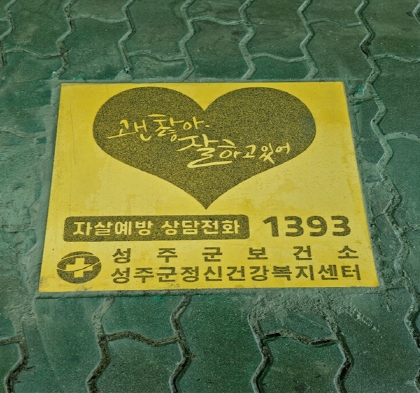 괜찮아
잘하고있어
자살예방 상담전화 1393
성주군보건소
성주군정신건강복지센터